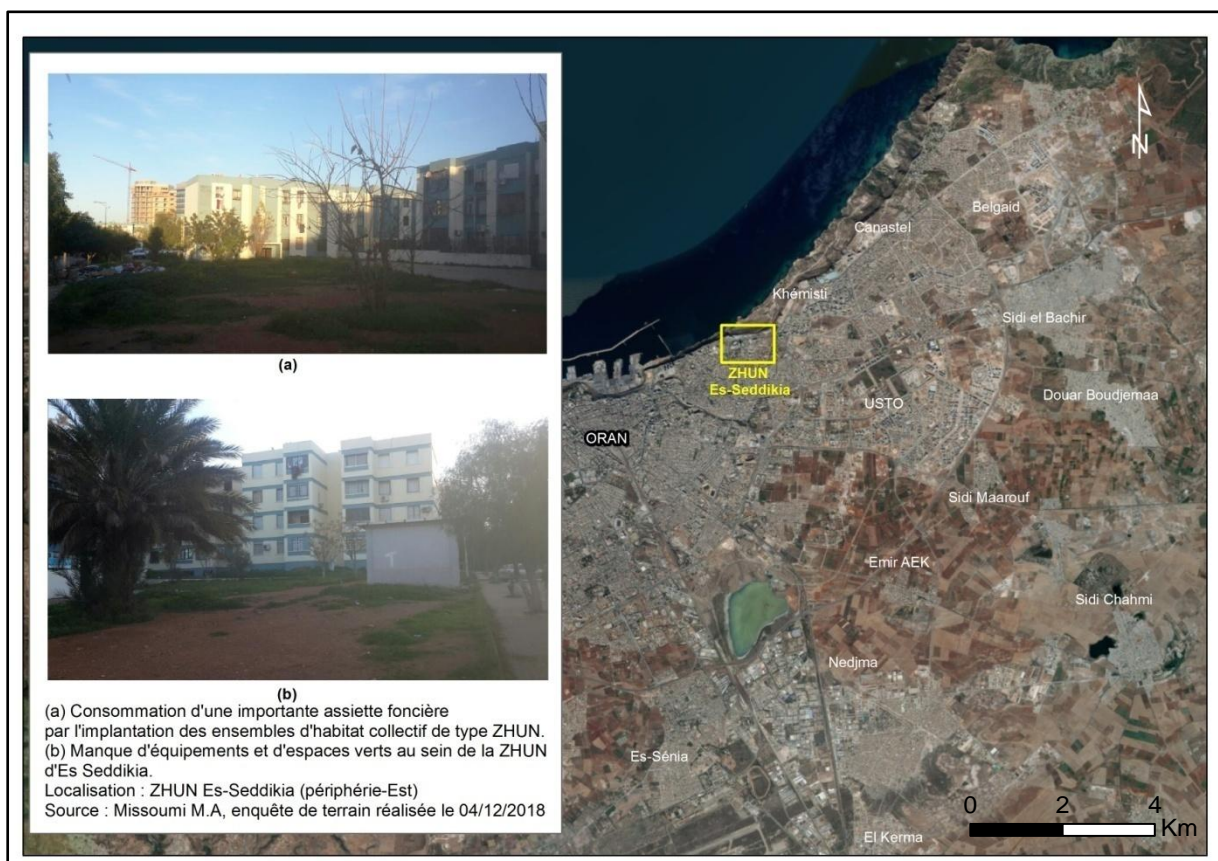 (a)
(b)
(a) Consommation d'une importante assiette foncière
par l'implantation des ensembles d'habitat collectif de type ZHUN.
(b) Manque d'équipements et d'espaces verts au sein de la ZHUN
d'Es Seddikia.
Localisation : ZHUN Es-Seddikia (périphérie-Est)
Source : Missoumi M.A, enquête de terrain réalisée le 04/12/2018
N
Belgaid
Canastel
Khémisti
Sidi el Bachir
ZHUN
Es-Seddikia
Douar Boudjemaa
USTO
ORAN
Sidi Maarouf
Emir AEK
Sidi Chahmi
Nedjma
Es-Sénia
0 2 4
Km
El Kerma